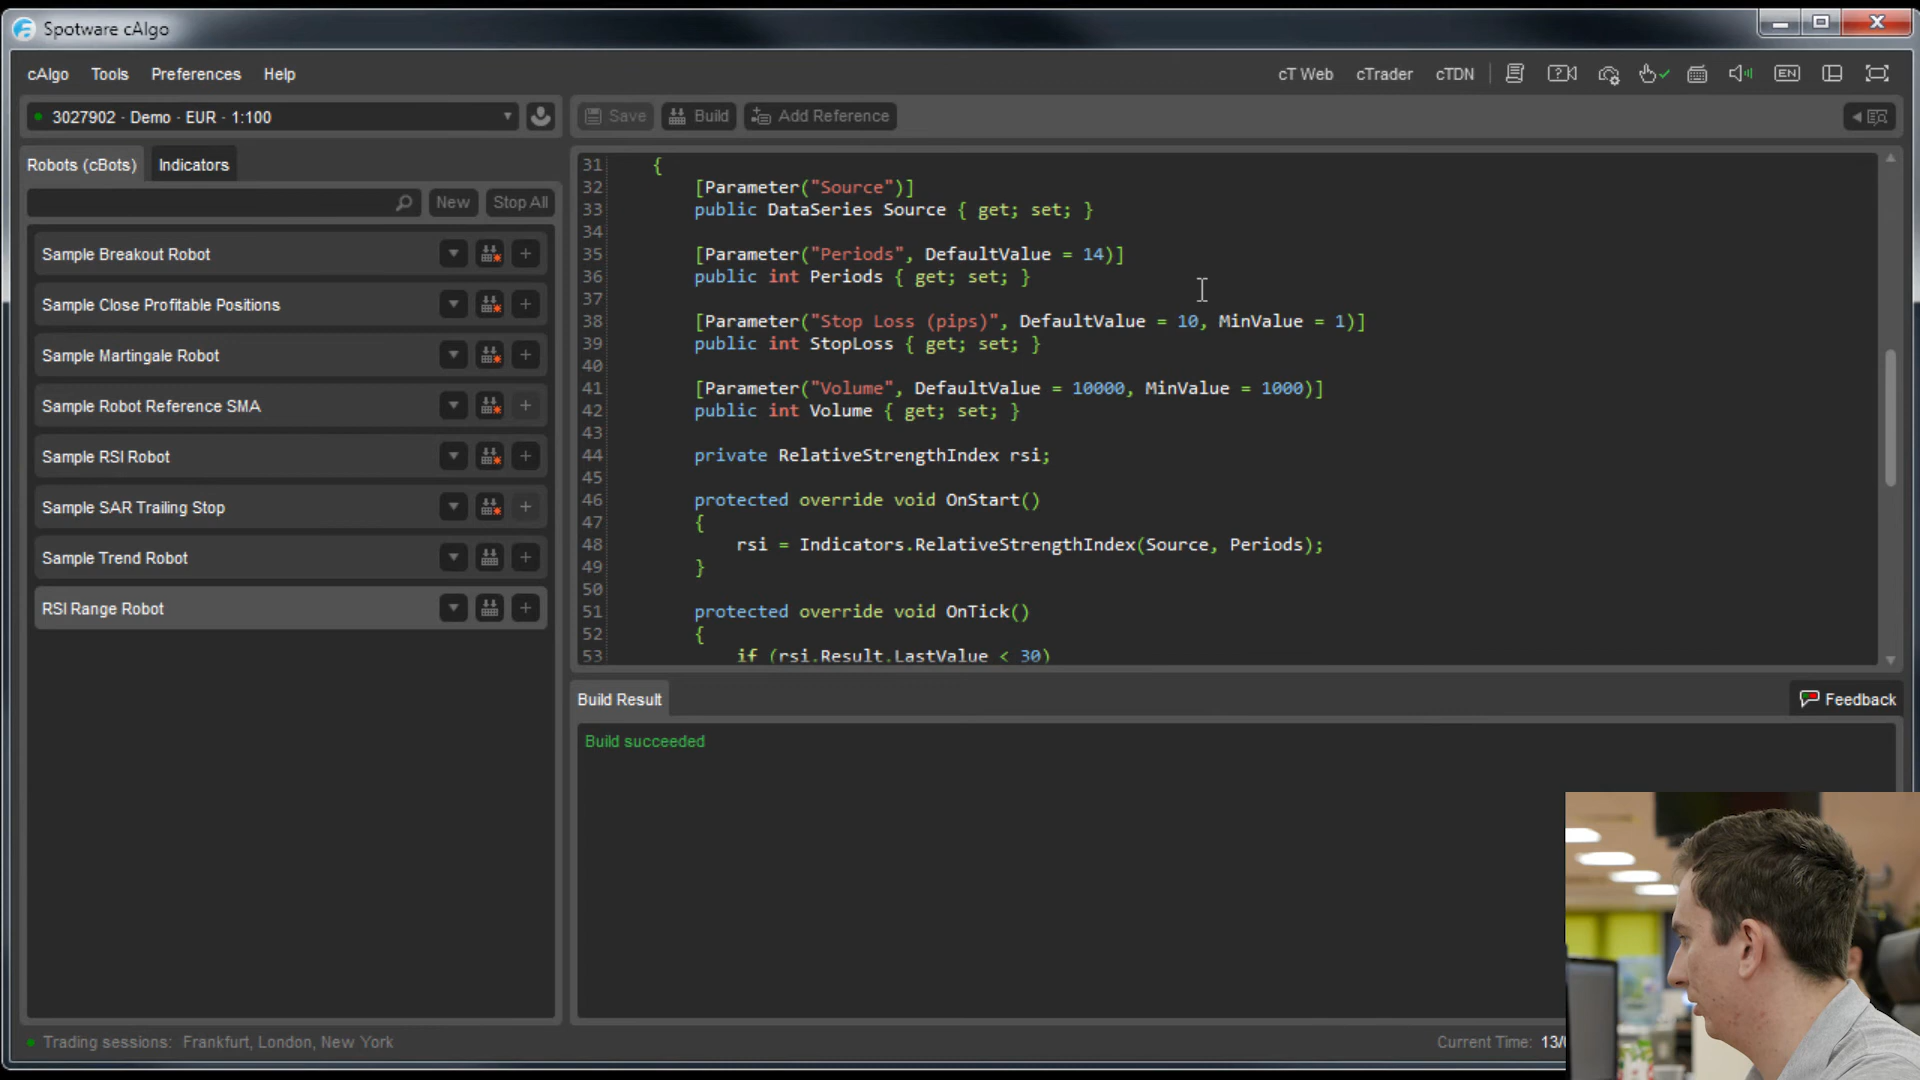 Spotware cAlgo
cAlgo Tools Preferences Help
cT Web cTrader cTDN EN
3027902 - Demo - EUR - 1:100
Save Build Add Reference
Robots (cBots) Indicators
New Stop All
Sample Breakout Robot
Sample Close Profitable Positions
Sample Martingale Robot
Sample Robot Reference SMA
Sample RSI Robot
Sample SAR Trailing Stop
Sample Trend Robot
RSI Range Robot
31 {
32 [Parameter("Source")]
33 public DataSeries Source { get; set; }
34
35 [Parameter("Periods", DefaultValue = 14)]
36 public int Periods { get; set; }
37
38 [Parameter("Stop Loss (pips)", DefaultValue = 10, MinValue = 1)]
39 public int StopLoss { get; set; }
40
41 [Parameter("Volume", DefaultValue = 10000, MinValue = 1000)]
42 public int Volume { get; set; }
43
44 private RelativeStrengthIndex rsi;
45
46 protected override void OnStart()
47 {
48 rsi = Indicators.RelativeStrengthIndex(Source, Periods);
49 }
50
51 protected override void OnTick()
52 {
53 if (rsi.Result.LastValue < 30)
Build Result
Feedback
Build succeeded
Trading sessions: Frankfurt, London, New York
Current Time: 13/